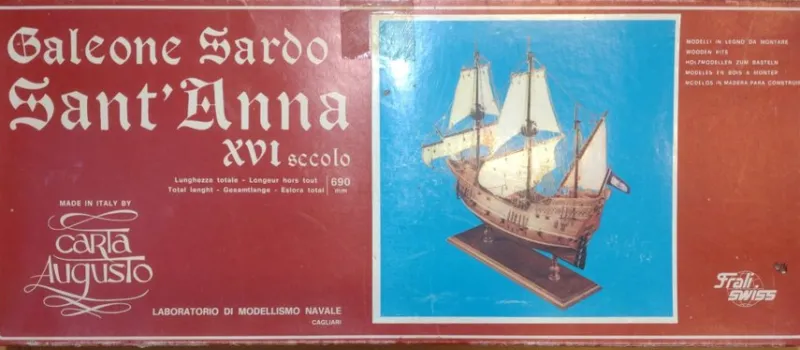 Galeone Sardo
Sant'Anna
XVI secolo
Lunghezza totale - Longeur hors tout
Total lenght - Gesamtlange - Eslora total
690
mm
MADE IN ITALY BY
Carta
Augusto
LABORATORIO DI MODELLISMO NAVALE
CAGLIARI
MODELLI IN LEGNO DA MONTARE
WOODEN KITS
HOLZMODELLEN ZUM BASTELN
MODELES EN BOIS A MONTER
MODELOS IN MADERA PARA CONSTRUIR
Frali
SWISS